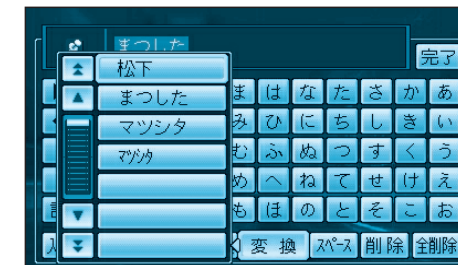 まつした
完了
松下
まつした
マツシタ
ﾏﾂｼﾀ
ま は な た さ か あ
み ひ に ち し き い
む ふ ぬ つ す く う
め へ ね て せ け え
も ほ の と そ こ お
変換 ｽﾍﾟｰｽ 削除 全削除